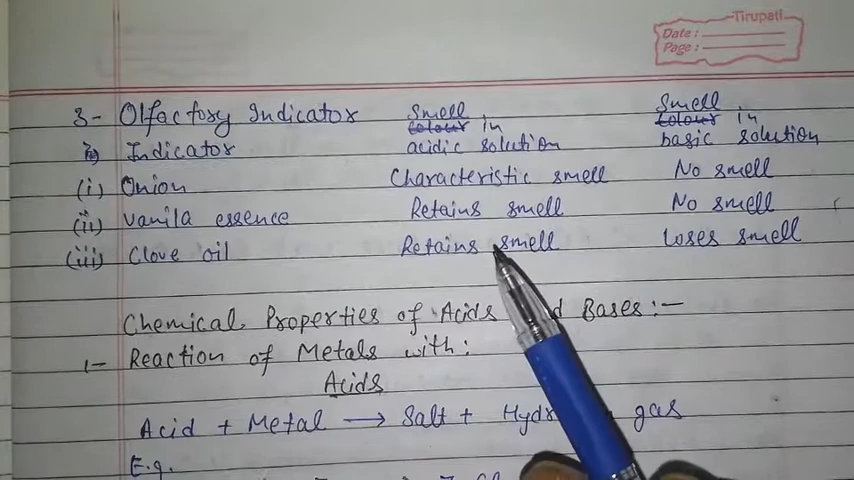 Tirupati
Date :
Page :
3- Olfactory Indicator Smell Smell
Indicator colour in acidic solution colour in basic solution
(i) Onion Characteristic smell No smell
(ii) Vanila essence Retains smell No smell
(iii) Clove oil Retains smell Loses smell
Chemical Properties of Acids Bases :-
1- Reaction of Metals with :
Acids
Acid + Metal → Salt + gas
E.g.